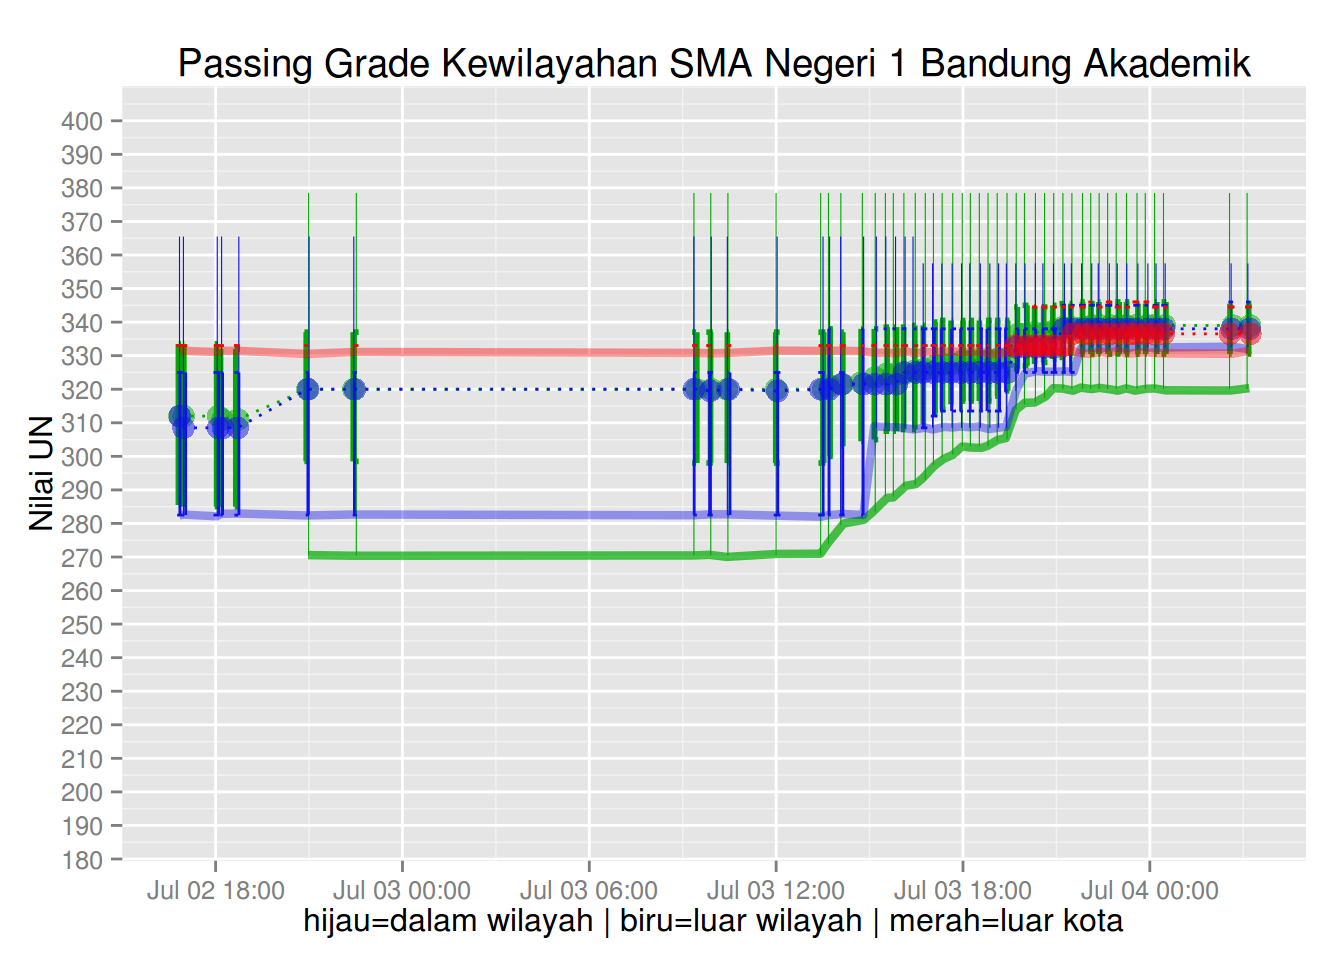 Passing Grade Kewilayahan SMA Negeri 1 Bandung Akademik
Nilai UN
400
390
380
370
360
350
340
330
320
310
300
290
280
270
260
250
240
230
220
210
200
190
180
Jul 02 18:00
Jul 03 00:00
Jul 03 06:00
Jul 03 12:00
Jul 03 18:00
Jul 04 00:00
hijau=dalam wilayah | biru=luar wilayah | merah=luar kota